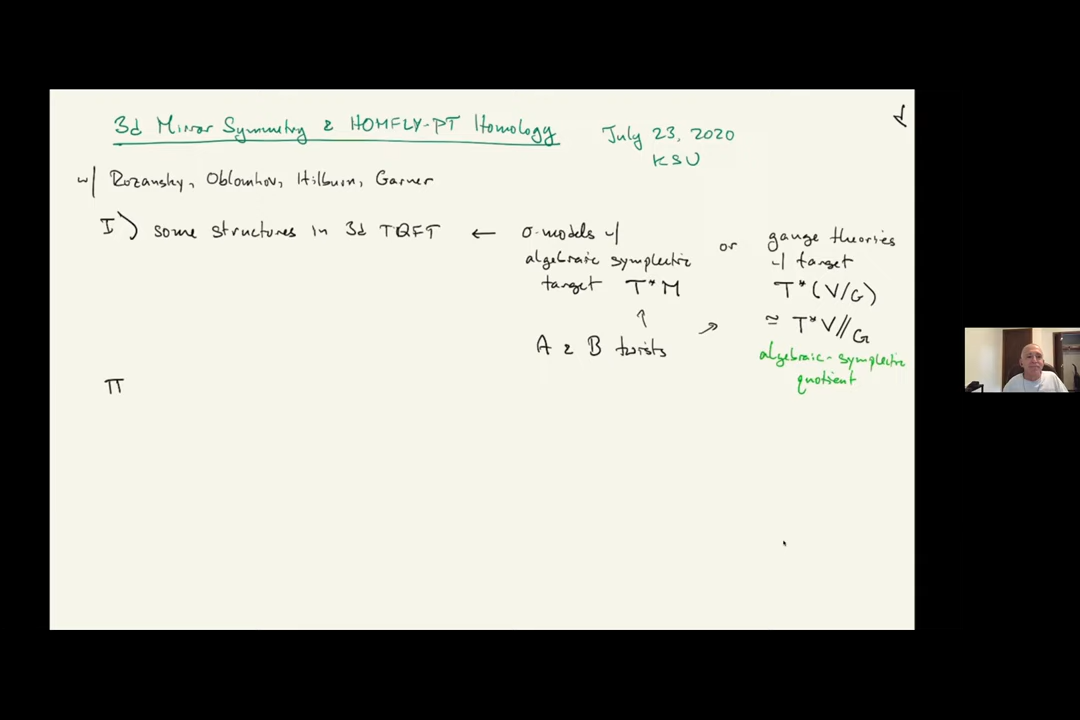 3d Mirror Symmetry & HOMFLY-PT Homology
July 23, 2020
KSU
w/ Rozansky, Oblomkov, Hilburn, Garner
I) some structures in 3d TQFT ← σ-models w/
algebraic symplectic
target T*M
or
gauge theories
w/ target
T*(V/G)
≅ T*V//G
algebraic-symplectic
quotient
↑
A & B twists ↗
II